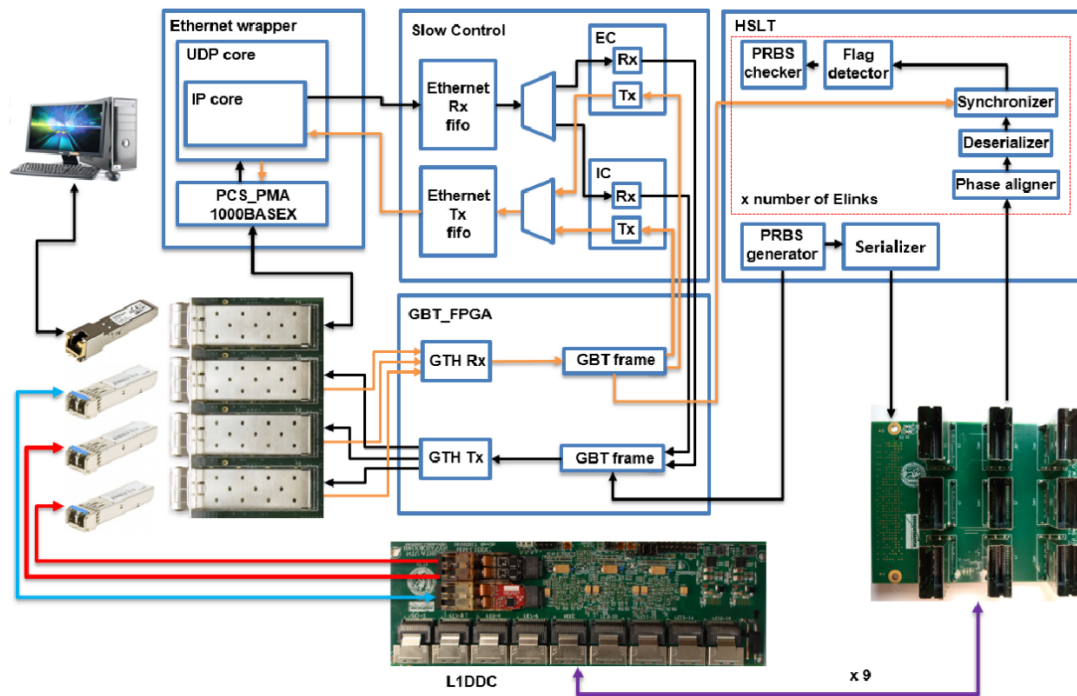 Ethernet wrapper
UDP core
IP core
PCS_PMA
1000BASEX
Slow Control
Ethernet
Rx
fifo
Ethernet
Tx
fifo
EC
Rx
Tx
IC
Rx
Tx
HSLT
PRBS
checker
Flag
detector
Synchronizer
Deserializer
Phase aligner
x number of Elinks
PRBS
generator
Serializer
GBT_FPGA
GTH Rx
GBT frame
GTH Tx
GBT frame
L1DDC
x 9